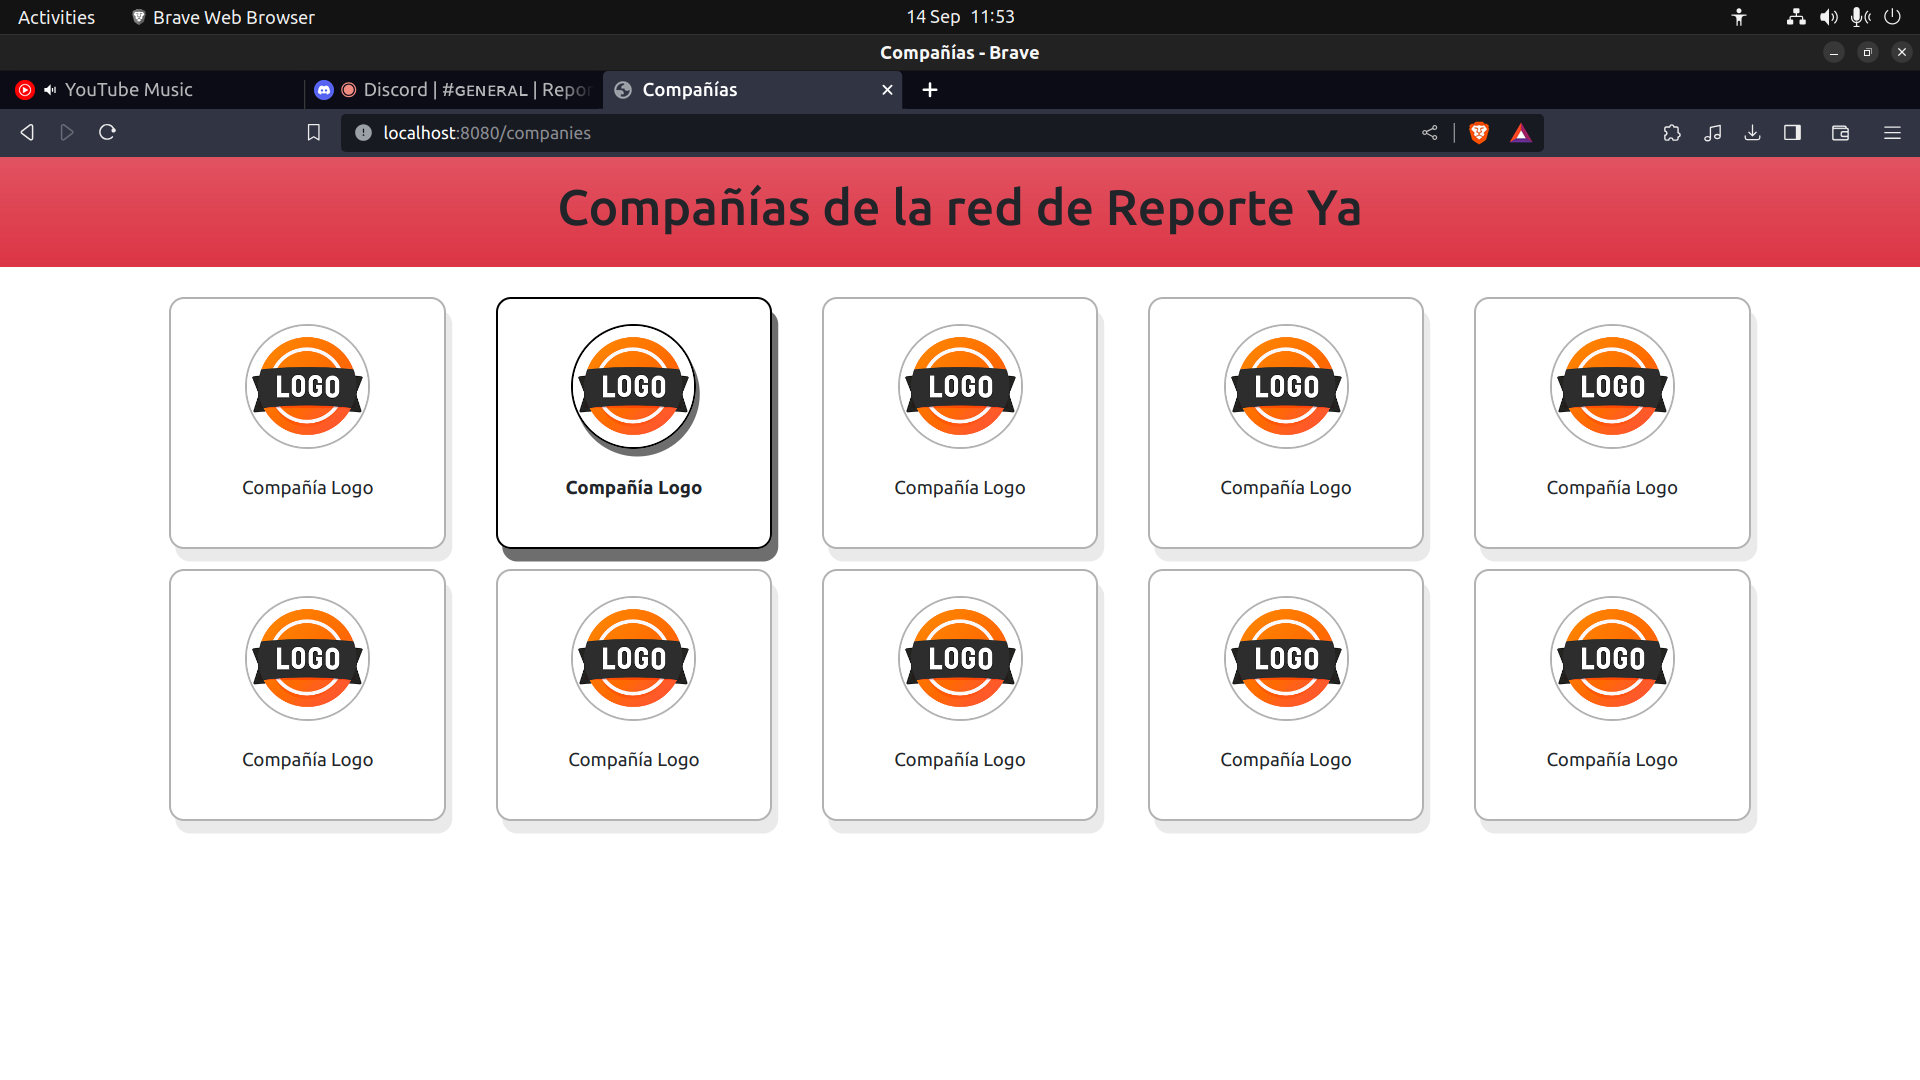 Activities
Brave Web Browser
14 Sep 11:53
Compañías - Brave
YouTube Music
Discord | #GENERAL | Repor
Compañías
localhost:8080/companies
Compañías de la red de Reporte Ya
LOGO
LOGO
LOGO
LOGO
LOGO
Compañía Logo
Compañía Logo
Compañía Logo
Compañía Logo
Compañía Logo
LOGO
LOGO
LOGO
LOGO
LOGO
Compañía Logo
Compañía Logo
Compañía Logo
Compañía Logo
Compañía Logo